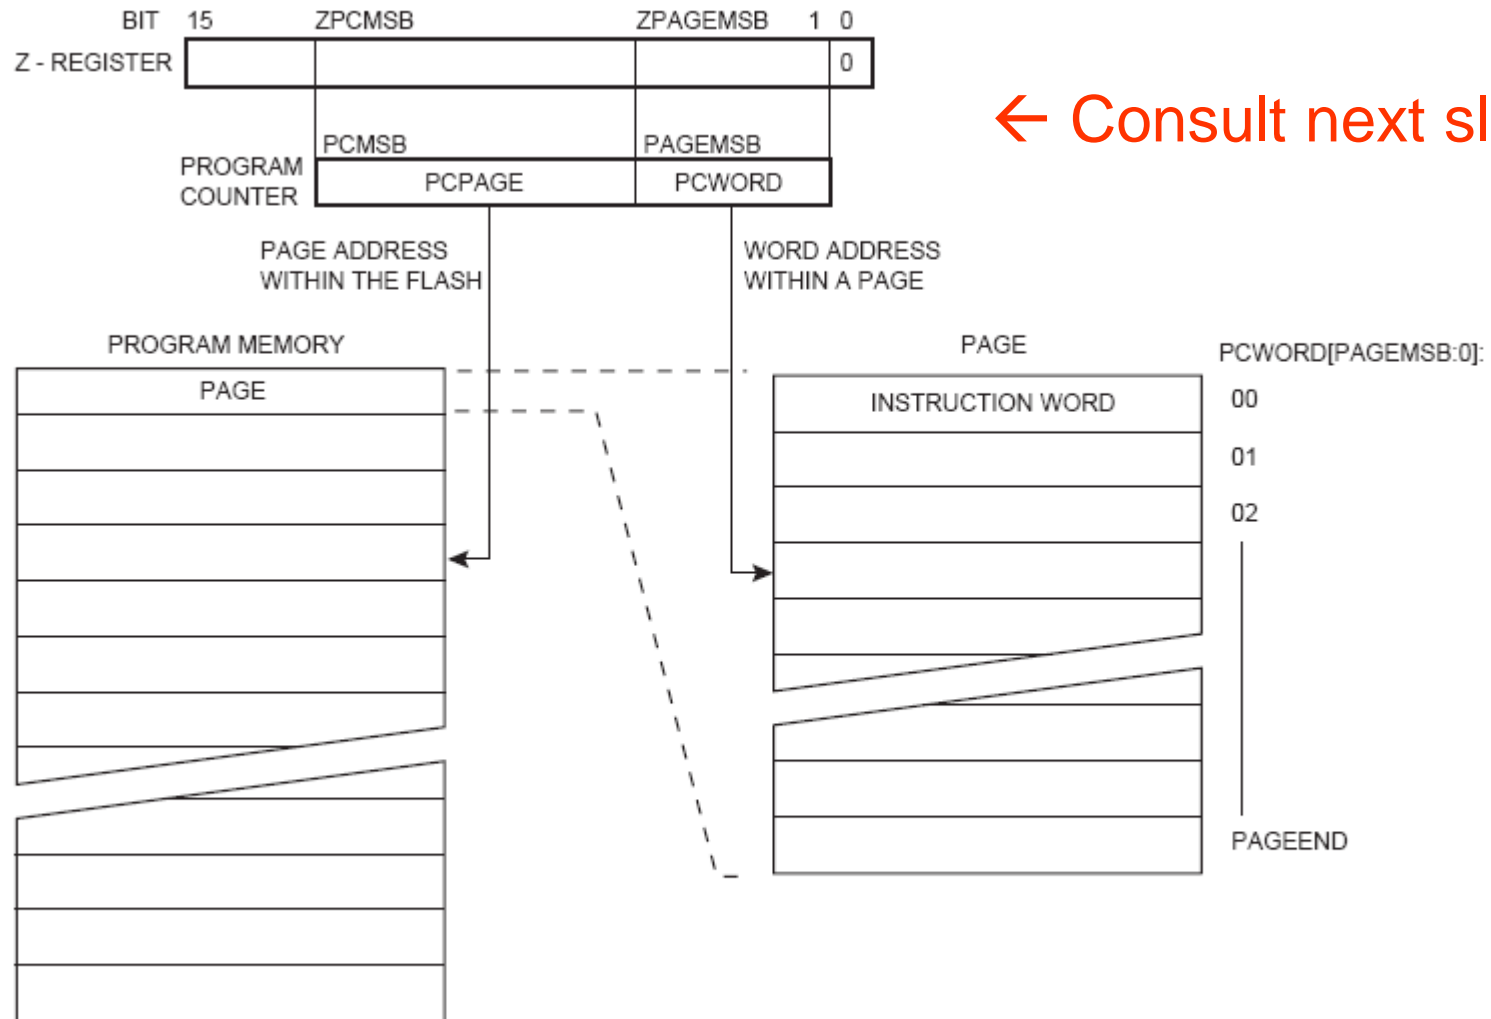 BIT 15 ZPCMSB ZPAGEMSB 1 0
Z - REGISTER 0
← Consult next sl
PCMSB PAGEMSB
PROGRAM
COUNTER
PCPAGE PCWORD
PAGE ADDRESS
WITHIN THE FLASH
WORD ADDRESS
WITHIN A PAGE
PROGRAM MEMORY
PAGE
PAGE
PCWORD[PAGEMSB:0]:
INSTRUCTION WORD
00
01
02
PAGEEND